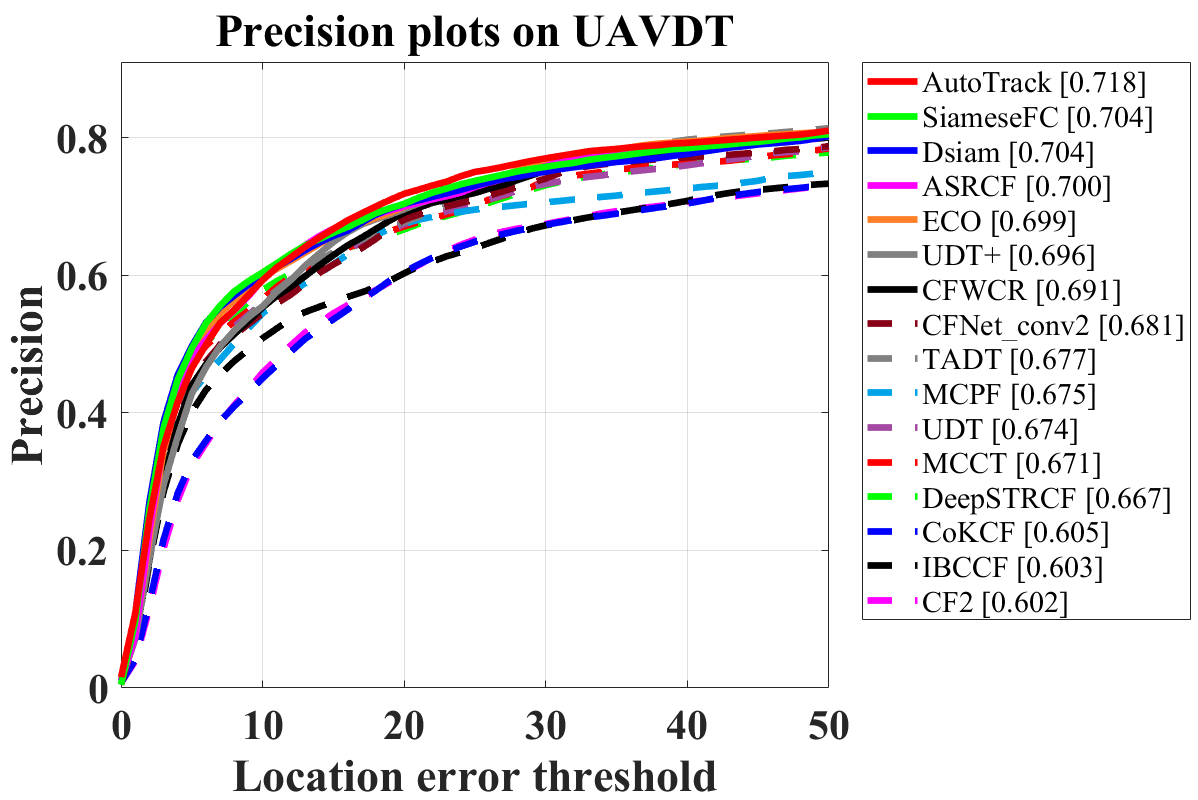 Precision plots on UAVDT
Precision
0.8
0.6
0.4
0.2
0
0 10 20 30 40 50
Location error threshold
AutoTrack [0.718]
SiameseFC [0.704]
Dsiam [0.704]
ASRCF [0.700]
ECO [0.699]
UDT+ [0.696]
CFWCR [0.691]
CFNet_conv2 [0.681]
TADT [0.677]
MCPF [0.675]
UDT [0.674]
MCCT [0.671]
DeepSTRCF [0.667]
CoKCF [0.605]
IBCCF [0.603]
CF2 [0.602]